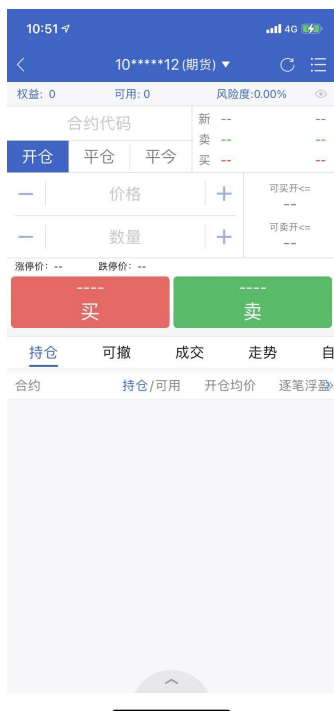 10:51 4G
10*****12(期货)▼
权益: 0 可用: 0 风险度:0.00%
合约代码 新 -- --
卖 -- --
开仓 平仓 平今 买 -- --
— 价格 + 可买开<=
--
— 数量 + 可卖开<=
--
涨停价: -- 跌停价: --
---- ----
买 卖
持仓 可撤 成交 走势 自
合约 持仓/可用 开仓均价 逐笔浮盈»